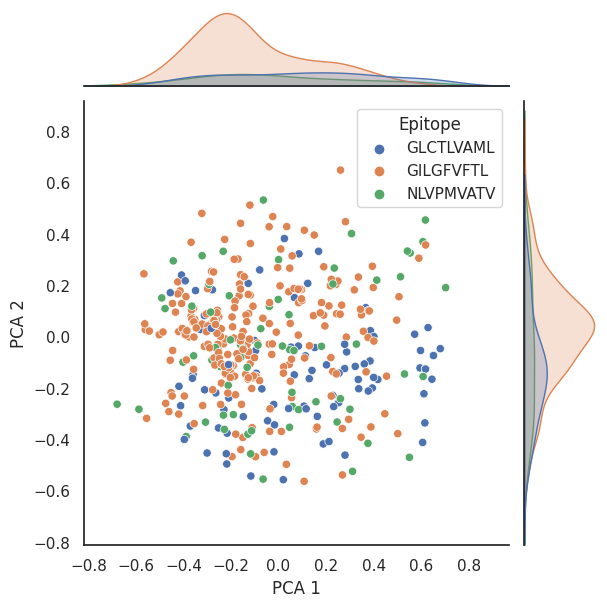 Epitope
GLCTLVAML
GILGFVFTL
NLVPMVATV
0.8
0.6
0.4
0.2
0.0
−0.2
−0.4
−0.6
−0.8
PCA 2
−0.8 −0.6 −0.4 −0.2 0.0 0.2 0.4 0.6 0.8
PCA 1